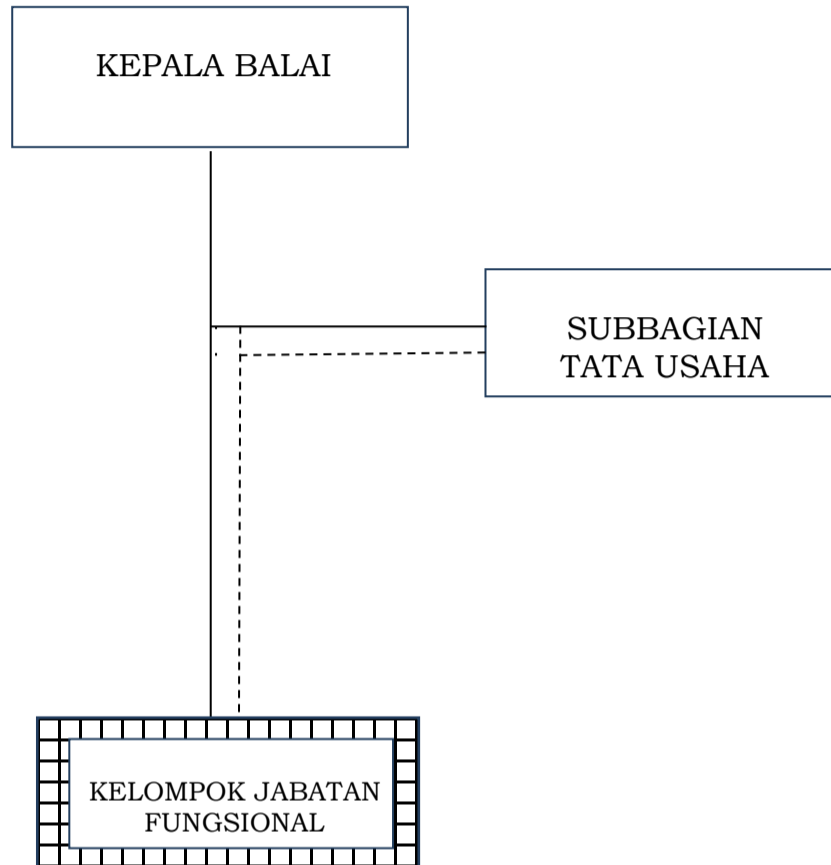 KEPALA BALAI
SUBBAGIAN
TATA USAHA
KELOMPOK JABATAN
FUNGSIONAL